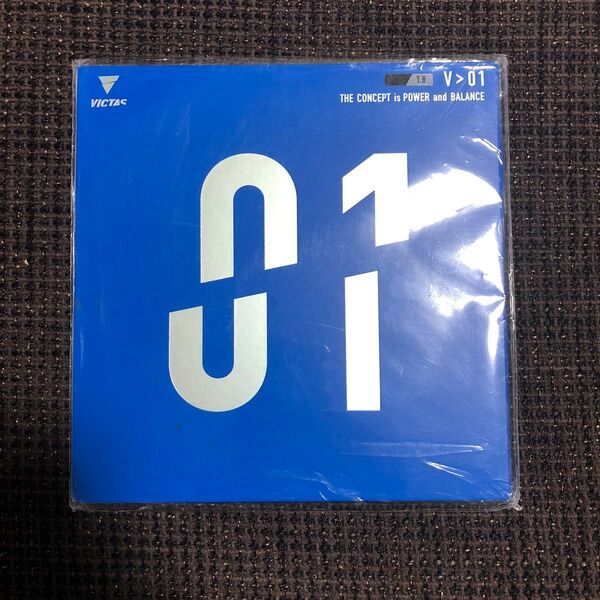 VICTAS
1.8 V>01
THE CONCEPT is POWER and BALANCE
01